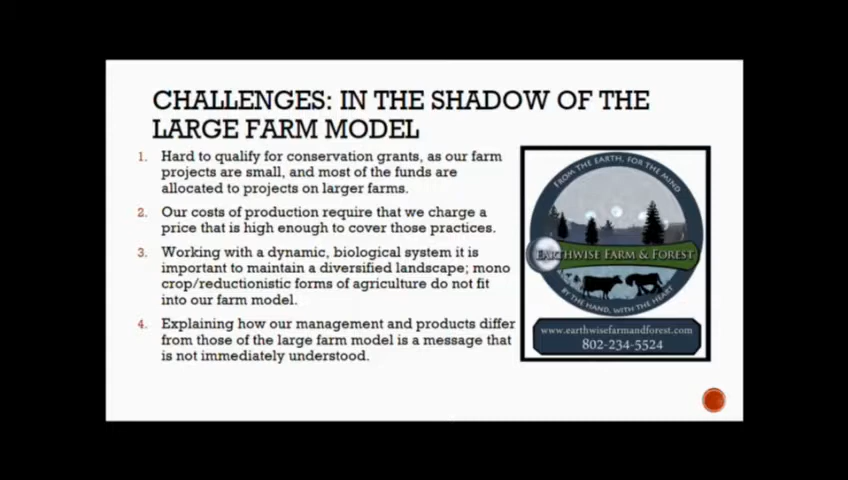 CHALLENGES: IN THE SHADOW OF THE
LARGE FARM MODEL
1. Hard to qualify for conservation grants, as our farm
projects are small, and most of the funds are
allocated to projects on larger farms.
2. Our costs of production require that we charge a
price that is high enough to cover those practices.
3. Working with a dynamic, biological system it is
important to maintain a diversified landscape; mono
crop/reductionistic forms of agriculture do not fit
into our farm model.
4. Explaining how our management and products differ
from those of the large farm model is a message that
is not immediately understood.
FROM THE EARTH, FOR THE MIND
EARTHWISE FARM & FOREST
BY THE HAND, WITH THE HEART
www.earthwisefarmandforest.com
802-234-5524